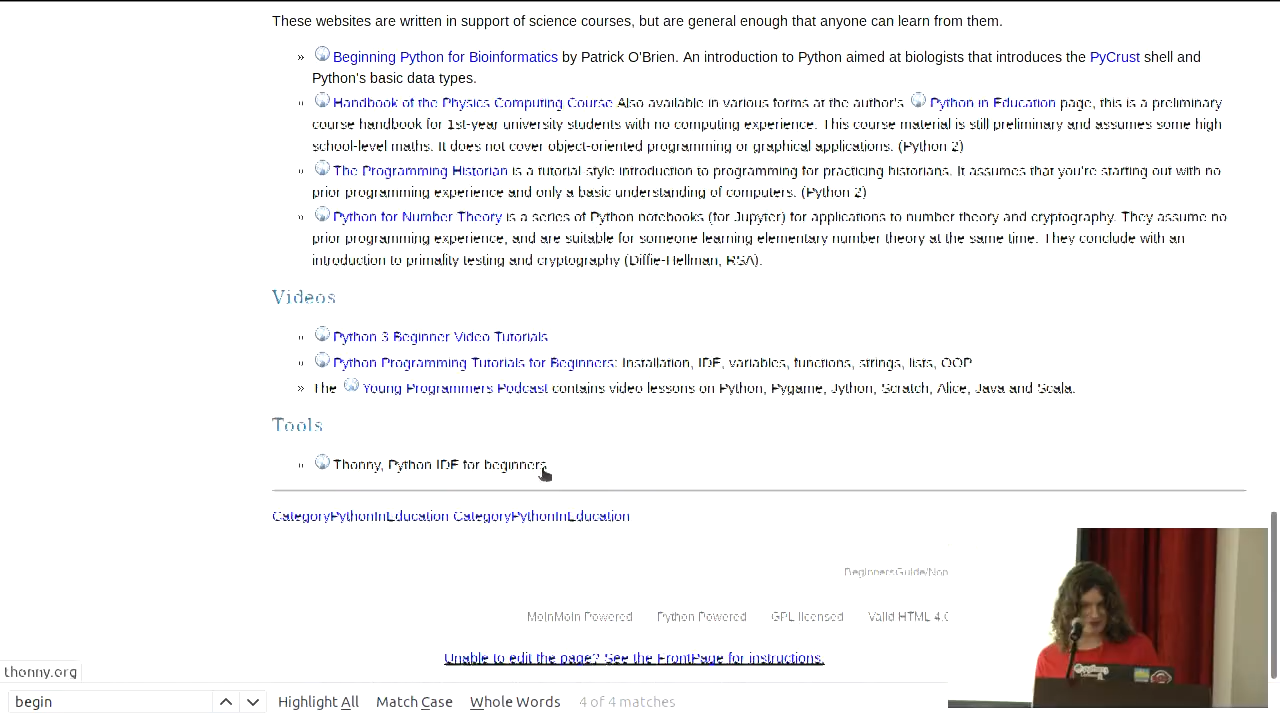 These websites are written in support of science courses, but are general enough that anyone can learn from them.
» Beginning Python for Bioinformatics by Patrick O'Brien. An introduction to Python aimed at biologists that introduces the PyCrust shell and
Python's basic data types.
» Handbook of the Physics Computing Course Also available in various forms at the author's Python in Education page, this is a preliminary
course handbook for 1st-year university students with no computing experience. This course material is still preliminary and assumes some high
school-level maths. It does not cover object-oriented programming or graphical applications. (Python 2)
» The Programming Historian is a tutorial-style introduction to programming for practicing historians. It assumes that you're starting out with no
prior programming experience and only a basic understanding of computers. (Python 2)
» Python for Number Theory is a series of Python notebooks (for Jupyter) for applications to number theory and cryptography. They assume no
prior programming experience, and are suitable for someone learning elementary number theory at the same time. They conclude with an
introduction to primality testing and cryptography (Diffie-Hellman, RSA).
Videos
» Python 3 Beginner Video Tutorials
» Python Programming Tutorials for Beginners: Installation, IDE, variables, functions, strings, lists, OOP
» The Young Programmers Podcast contains video lessons on Python, Pygame, Jython, Scratch, Alice, Java and Scala.
Tools
» Thonny, Python IDE for beginners
CategoryPythonInEducation CategoryPythonInEducation
BeginnersGuide/Non
MoinMoin Powered Python Powered GPL licensed Valid HTML 4.0
Unable to edit the page? See the FrontPage for instructions.
thonny.org
begin Highlight All Match Case Whole Words 4 of 4 matches